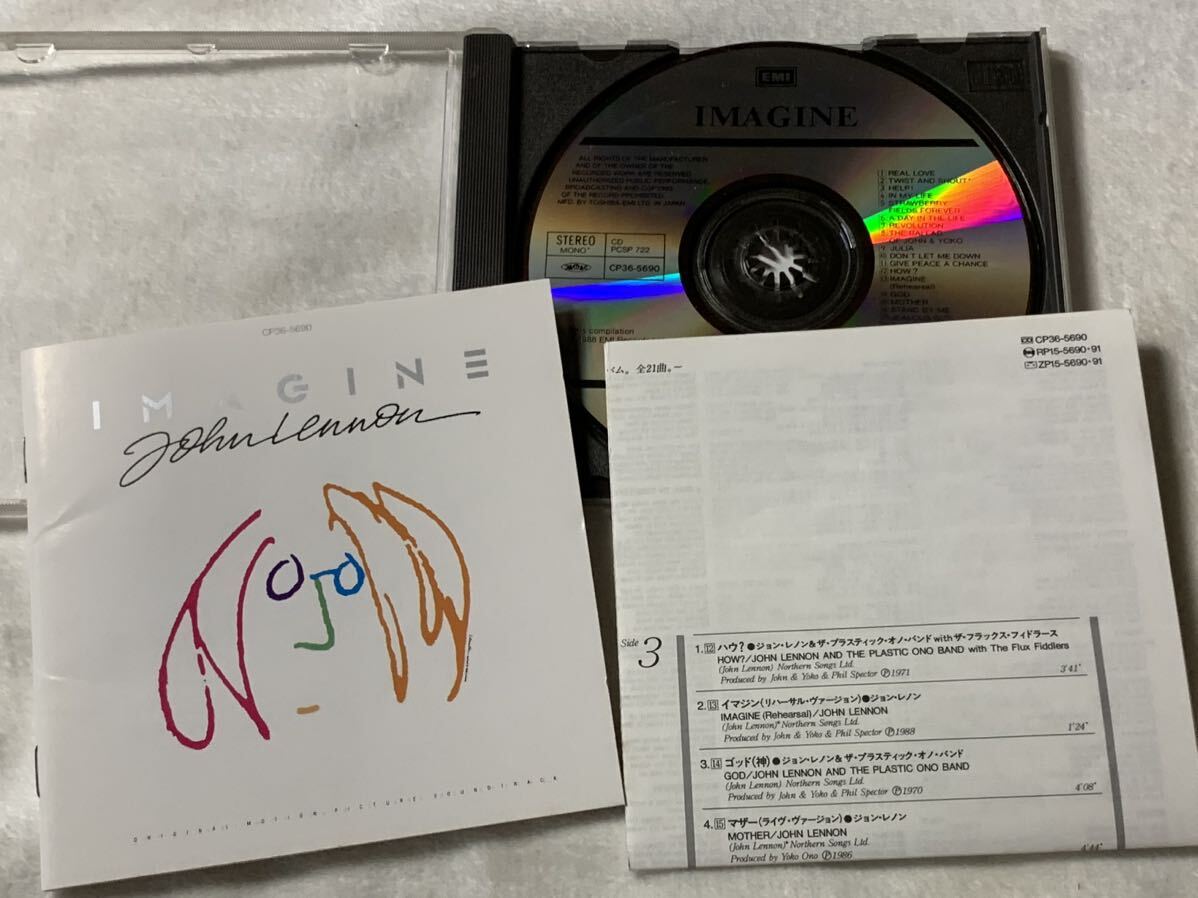 EMI
IMAGINE
ALL RIGHTS OF THE MANUFACTURER
AND OF THE OWNER OF THE
RECORDED WORK ARE RESERVED
UNAUTHORIZED PUBLIC PERFORMANCE,
BROADCASTING AND COPYING
OF THE RECORD PROHIBITED.
MFD. BY TOSHIBA-EMI LTD. IN JAPAN
STEREO
MONO*
CD
PCSP 722
CP36-5690
1 REAL LOVE
2 TWIST AND SHOUT*
3 HELP!
4 IN MY LIFE
5 STRAWBERRY
FIELDS FOREVER
6 A DAY IN THE LIFE
7 REVOLUTION
8 THE BALLAD
OF JOHN & YOKO
9 JULIA
10 DON'T LET ME DOWN
11 GIVE PEACE A CHANCE
12 HOW?
13 IMAGINE
(Rehearsal)
14 GOD
15 MOTHER
16 STAND BY ME
compilation
1988 EMI
CP36-5690
IMAGINE
John Lennon
ORIGINAL MOTION PICTURE SOUNDTRACK
バム。全21曲。ー
CD CP36-5690
RP15-5690・91
ZP15-5690・91
Side 3
1.12 ハウ?●ジョン・レノン&ザ・プラスティック・オノ・バンド with ザ・フラックス・フィドラース
HOW?/JOHN LENNON AND THE PLASTIC ONO BAND with The Flux Fiddlers
(John Lennon) Northern Songs Ltd.
Produced by John & Yoko & Phil Spector Ⓟ1971 3'41"
2.13 イマジン(リハーサル・ヴァージョン)●ジョン・レノン
IMAGINE (Rehearsal)/JOHN LENNON
(John Lennon)* Northern Songs Ltd.
Produced by John & Yoko & Phil Spector Ⓟ1988 1'24"
3.14 ゴッド(神)●ジョン・レノン&ザ・プラスティック・オノ・バンド
GOD/JOHN LENNON AND THE PLASTIC ONO BAND
(John Lennon) Northern Songs Ltd.
Produced by John & Yoko & Phil Spector Ⓟ1970 4'08"
4.15 マザー(ライヴ・ヴァージョン)●ジョン・レノン
MOTHER/JOHN LENNON
(John Lennon)* Northern Songs Ltd.
Produced by Yoko Ono Ⓟ1986 4'44"